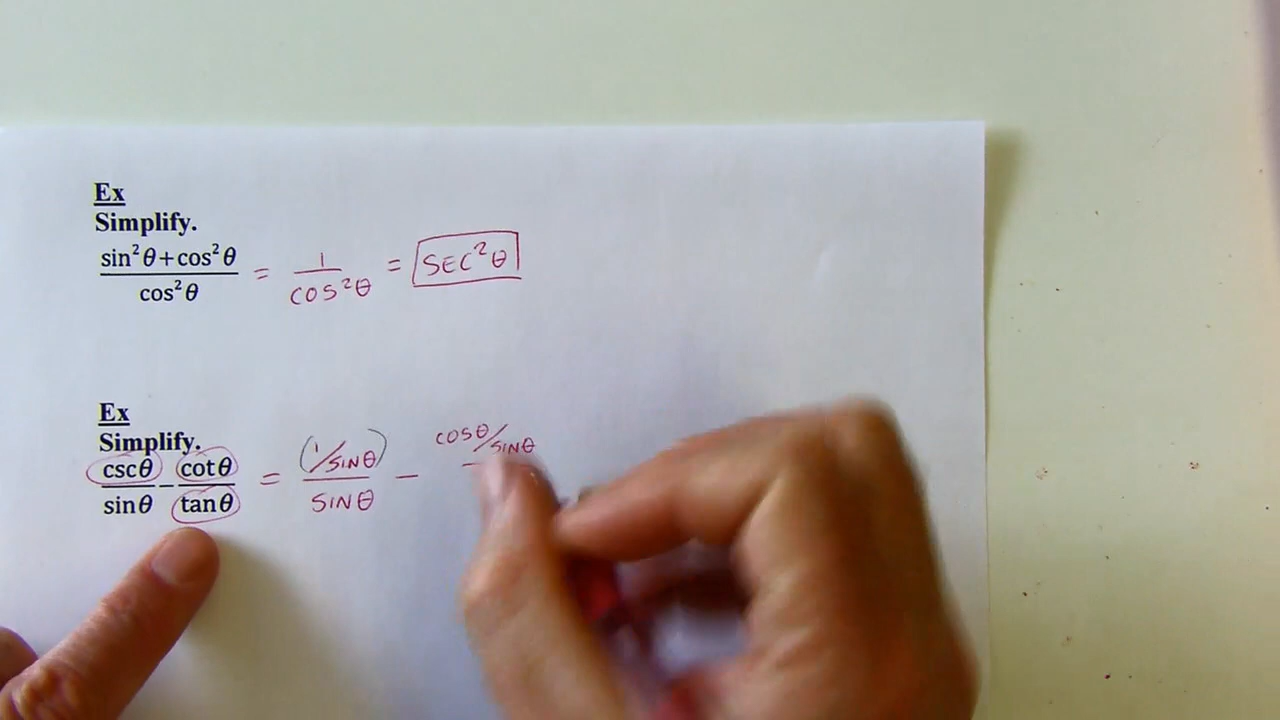 Ex
Simplify.
sin²θ+cos²θ / cos²θ = 1 / COS²θ = SEC²θ
Ex
Simplify.
cscθ / sinθ − cotθ / tanθ = (1/SINθ) / SINθ − COSθ/SINθ